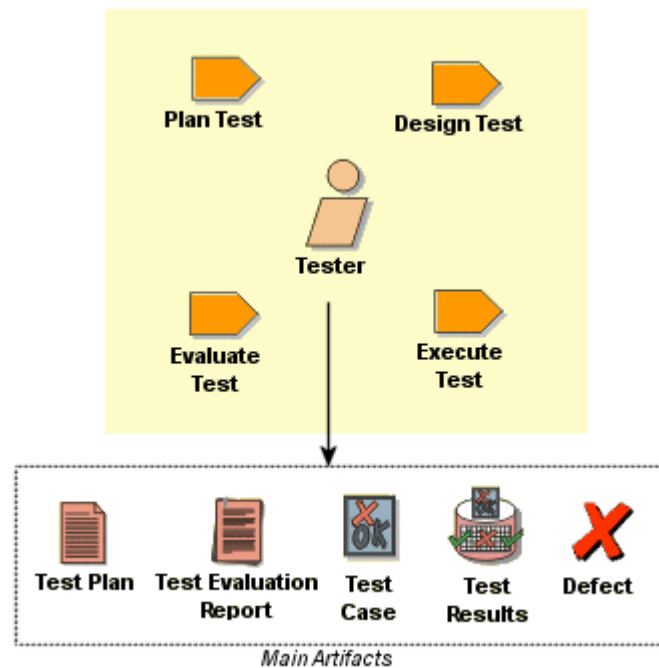 Plan Test
Design Test
Tester
Evaluate
Test
Execute
Test
Test Plan
Test Evaluation
Report
OK
Test
Case
Test
Results
Defect
Main Artifacts